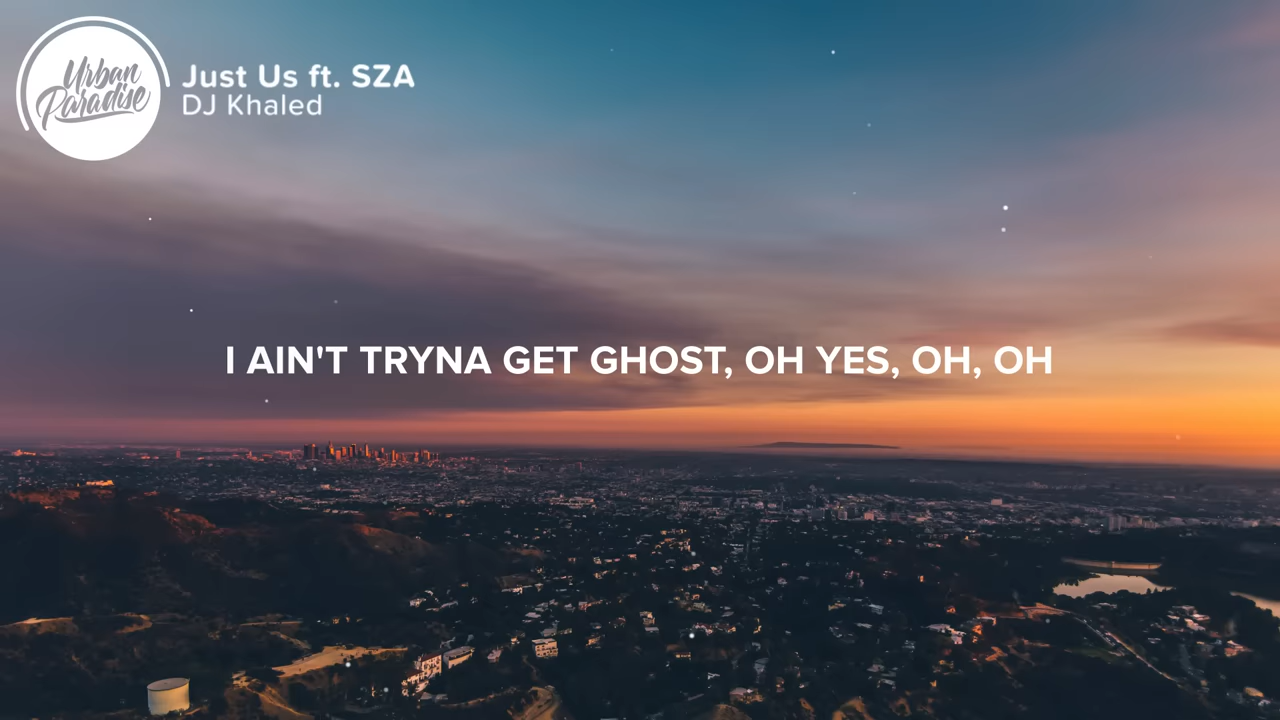 Urban
Paradise
Just Us ft. SZA
DJ Khaled
I AIN'T TRYNA GET GHOST, OH YES, OH, OH